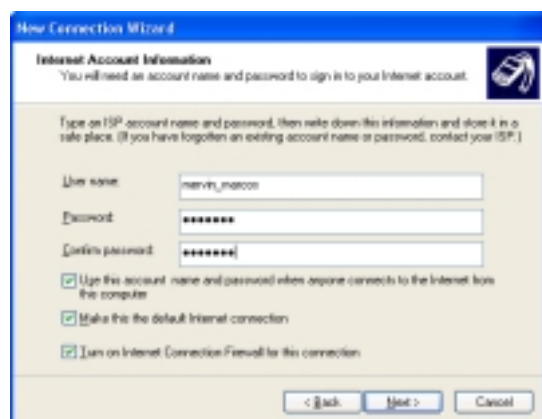 New Connection Wizard
Internet Account Information
You will need an account name and password to sign in to your Internet account.
Type an ISP account name and password, then write down this information and store it in a
safe place. (If you have forgotten an existing account name or password, contact your ISP.)
User name:
mervin_marcos
Password:
•••••••
Confirm password:
•••••••
Use this account name and password when anyone connects to the Internet from
this computer
Make this the default Internet connection
Turn on Internet Connection Firewall for this connection
< Back
Next >
Cancel